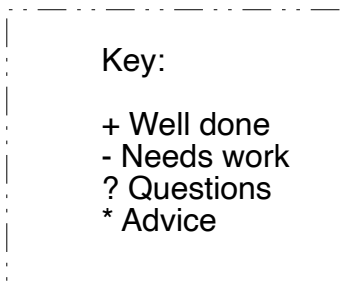 Key:
+ Well done
- Needs work
? Questions
* Advice